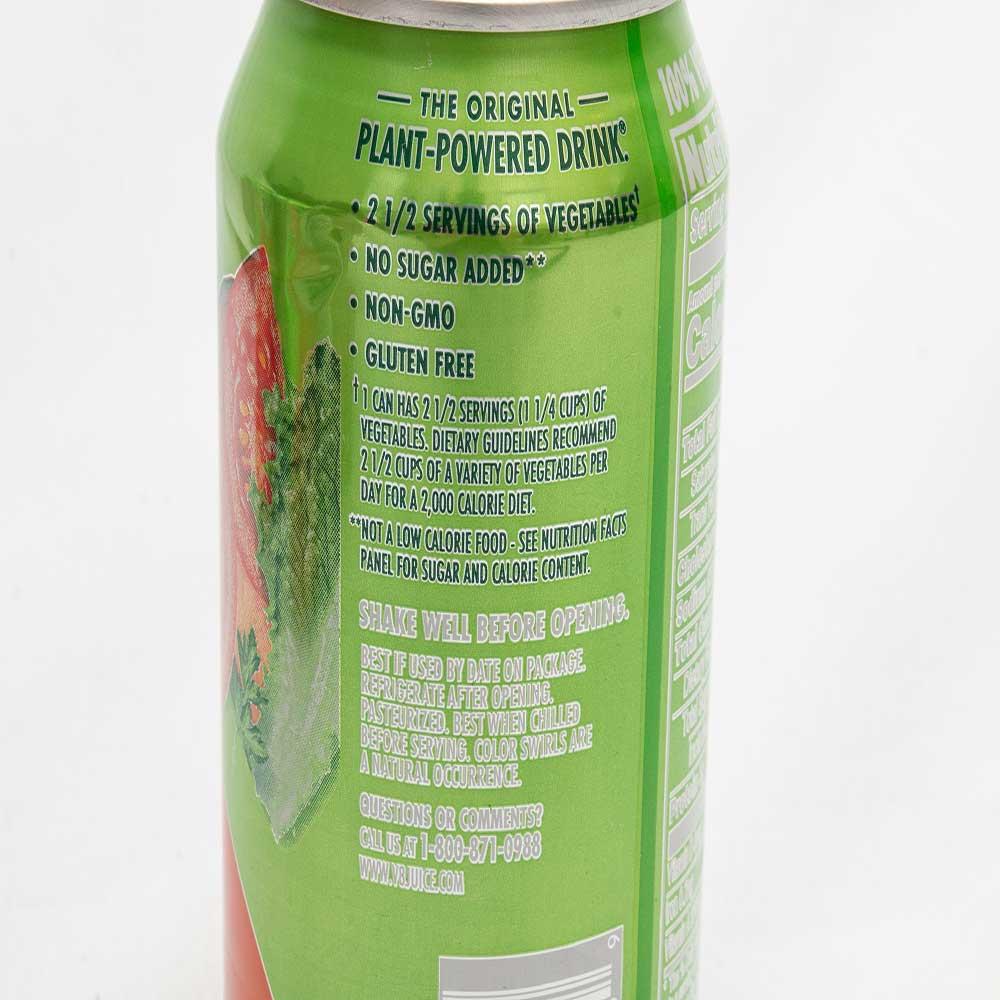 THE ORIGINAL
PLANT-POWERED DRINK®.
• 2 1/2 SERVINGS OF VEGETABLES†
• NO SUGAR ADDED**
• NON-GMO
• GLUTEN FREE
† 1 CAN HAS 2 1/2 SERVINGS (1 1/4 CUPS) OF
VEGETABLES. DIETARY GUIDELINES RECOMMEND
2 1/2 CUPS OF A VARIETY OF VEGETABLES PER
DAY FOR A 2,000 CALORIE DIET.
**NOT A LOW CALORIE FOOD - SEE NUTRITION FACTS
PANEL FOR SUGAR AND CALORIE CONTENT.
SHAKE WELL BEFORE OPENING.
BEST IF USED BY DATE ON PACKAGE.
REFRIGERATE AFTER OPENING.
PASTEURIZED. BEST WHEN CHILLED
BEFORE SERVING. COLOR SWIRLS ARE
A NATURAL OCCURRENCE.
QUESTIONS OR COMMENTS?
CALL US AT 1-800-871-0988
WWW.V8JUICE.COM
6
100%
Amount
Total